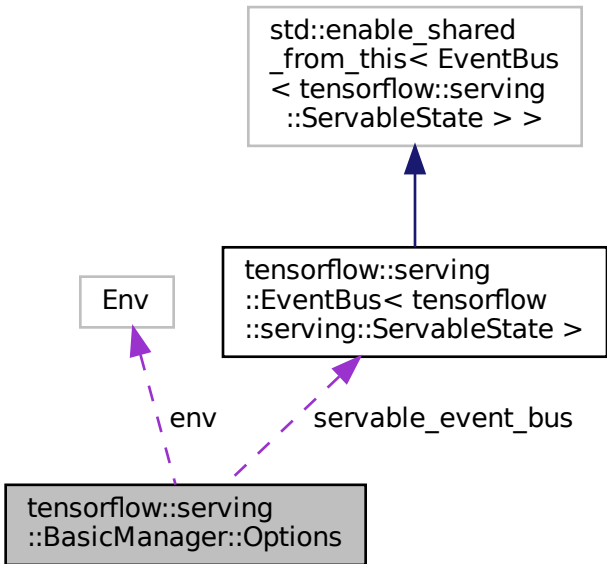 std::enable_shared
_from_this< EventBus
< tensorflow::serving
::ServableState > >
tensorflow::serving
::EventBus< tensorflow
::serving::ServableState >
Env
env
servable_event_bus
tensorflow::serving
::BasicManager::Options